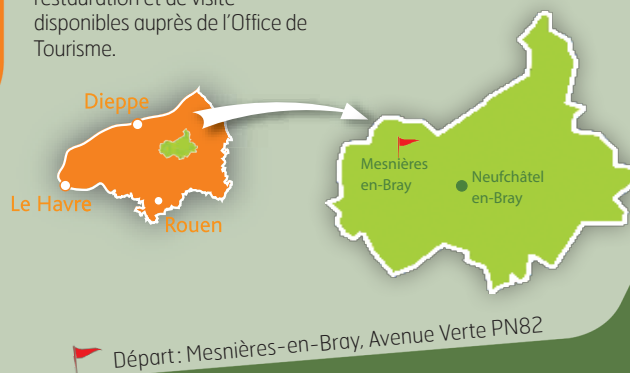 disponibles auprès de l'Office de
Tourisme.
Dieppe
Le Havre
Rouen
Mesnières
en-Bray
Neufchâtel
en-Bray
Départ : Mesnières-en-Bray, Avenue Verte PN82